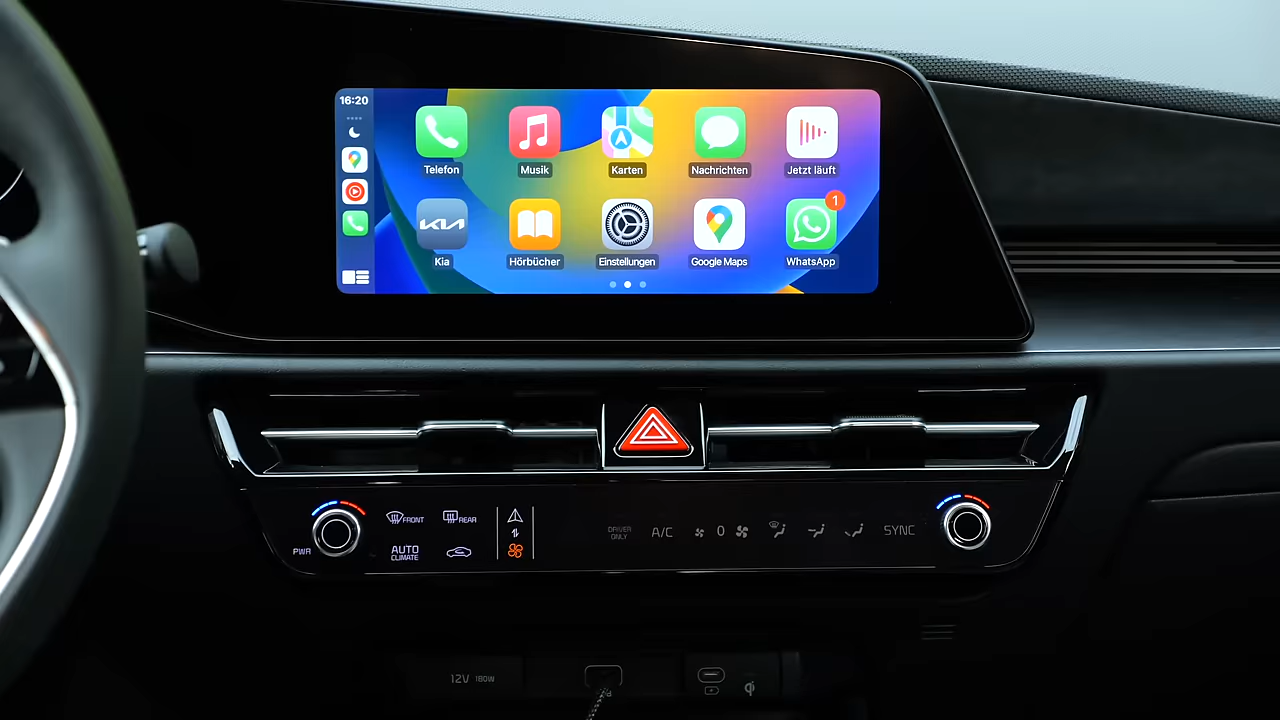 16:20
Telefon
Musik
Karten
Nachrichten
Jetzt läuft
1
KIA
Kia
Hörbücher
Einstellungen
Google Maps
WhatsApp
FRONT
REAR
PWR
AUTO
CLIMATE
DRIVER
ONLY
A/C
0
SYNC
12V 180W